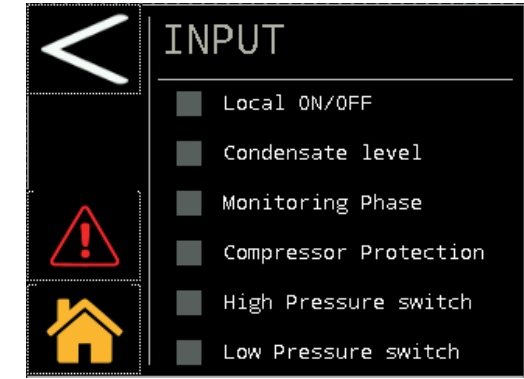 INPUT
Local ON/OFF
Condensate level
Monitoring Phase
Compressor Protection
High Pressure switch
Low Pressure switch